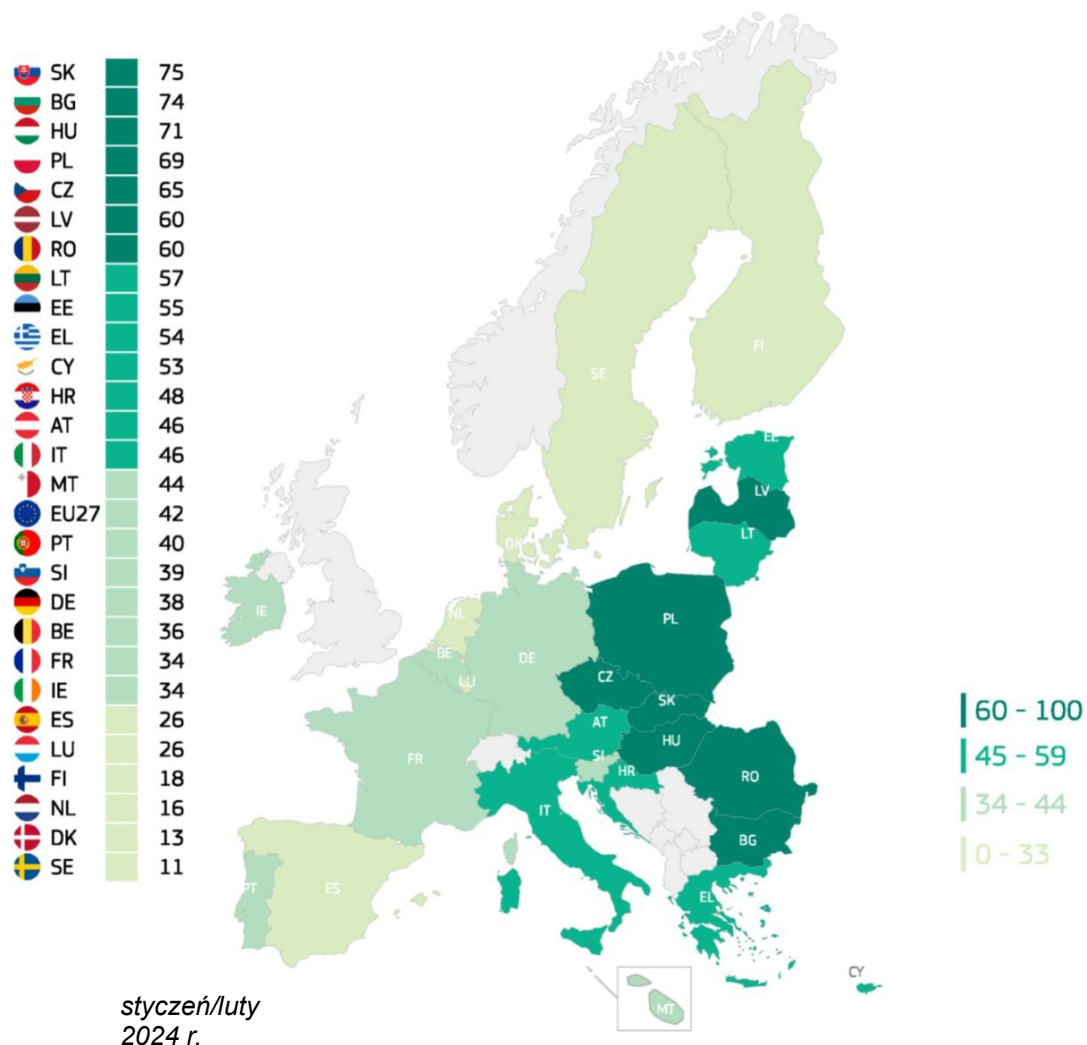 SK 75
BG 74
HU 71
PL 69
CZ 65
LV 60
RO 60
LT 57
EE 55
EL 54
CY 53
HR 48
AT 46
IT 46
MT 44
EU27 42
PT 40
SI 39
DE 38
BE 36
FR 34
IE 34
ES 26
LU 26
FI 18
NL 16
DK 13
SE 11
FI
SE
EE
LV
LT
DK
IE
NL
PL
BE
DE
CZ
LU
SK
AT
HU
SI
FR
HR
RO
IT
BG
PT
ES
EL
CY
MT
60 - 100
45 - 59
34 - 44
0 - 33
styczeń/luty
2024 r.